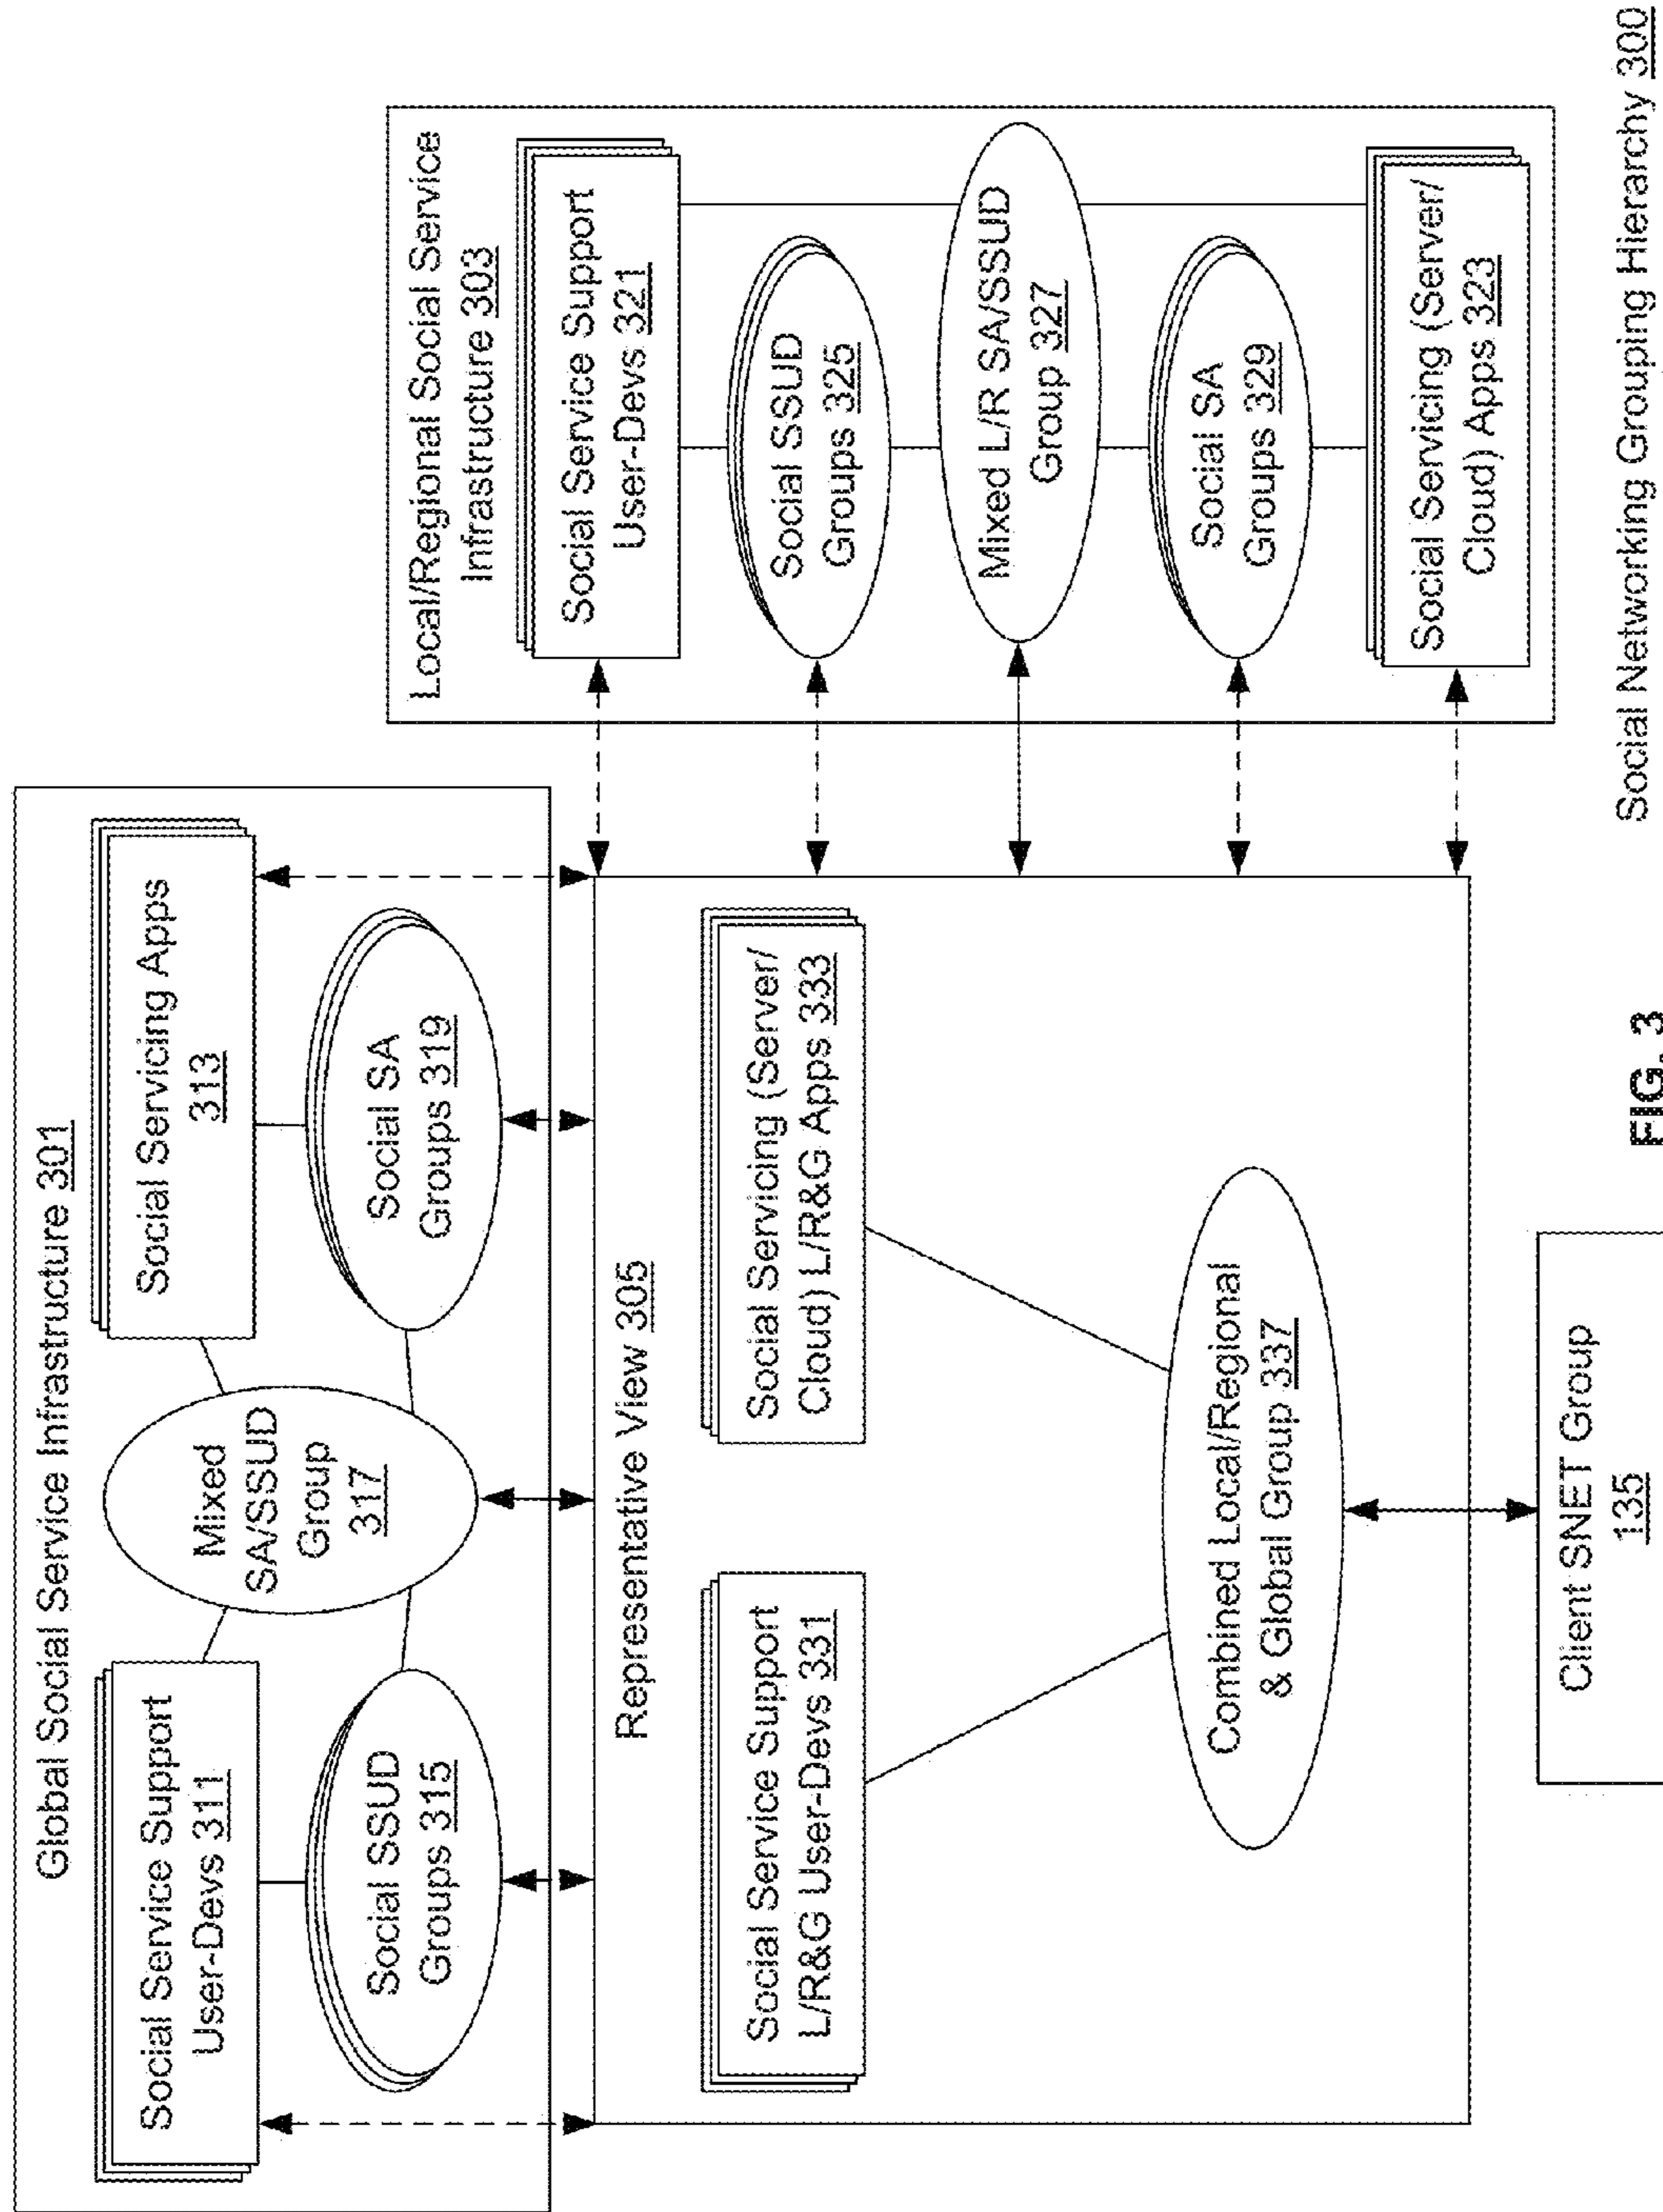 Global Social Service Infrastructure 301
Social Service Support
User-Devs 311
Mixed
SA/SSUD
Group
317
Social Servicing Apps
313
Social SSUD
Groups 315
Social SA
Groups 319
Representative View 305
Social Service Support
L/R&G User-Devs 331
Social Servicing (Server/
Cloud) L/R&G Apps 333
Combined Local/Regional
& Global Group 337
Client SNET Group
135
Local/Regional Social Service
Infrastructure 303
Social Service Support
User-Devs 321
Social SSUD
Groups 325
Mixed L/R SA/SSUD
Group 327
Social SA
Groups 329
Social Servicing (Server/
Cloud) Apps 323
FIG. 3
Social Networking Grouping Hierarchy 300